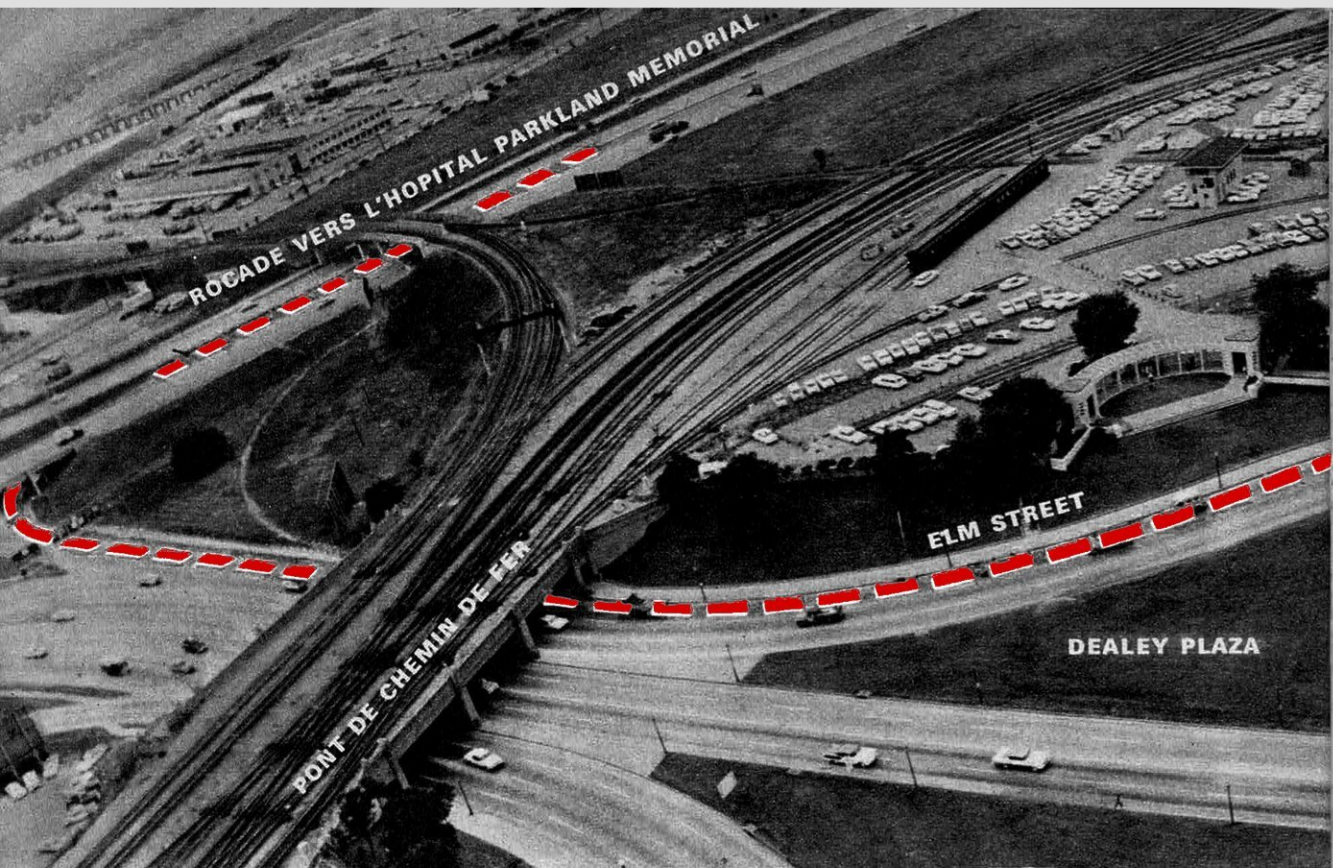 ROCADE VERS L'HOPITAL PARKLAND MEMORIAL
ELM STREET
PONT DE CHEMIN DE FER
DEALEY PLAZA